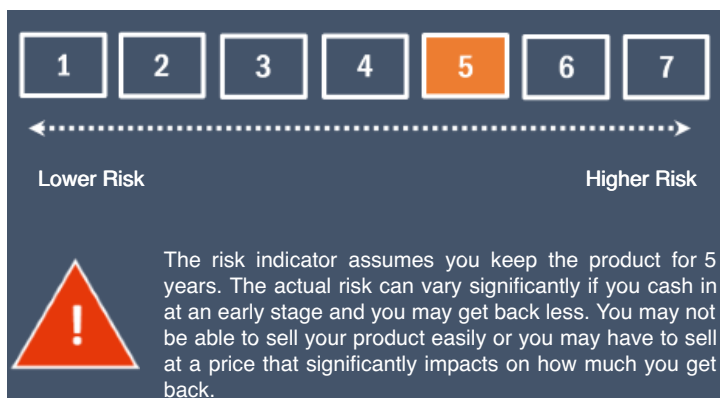 1 2 3 4 5 6 7
Lower Risk Higher Risk
!
The risk indicator assumes you keep the product for 5
years. The actual risk can vary significantly if you cash in
at an early stage and you may get back less. You may not
be able to sell your product easily or you may have to sell
at a price that significantly impacts on how much you get
back.